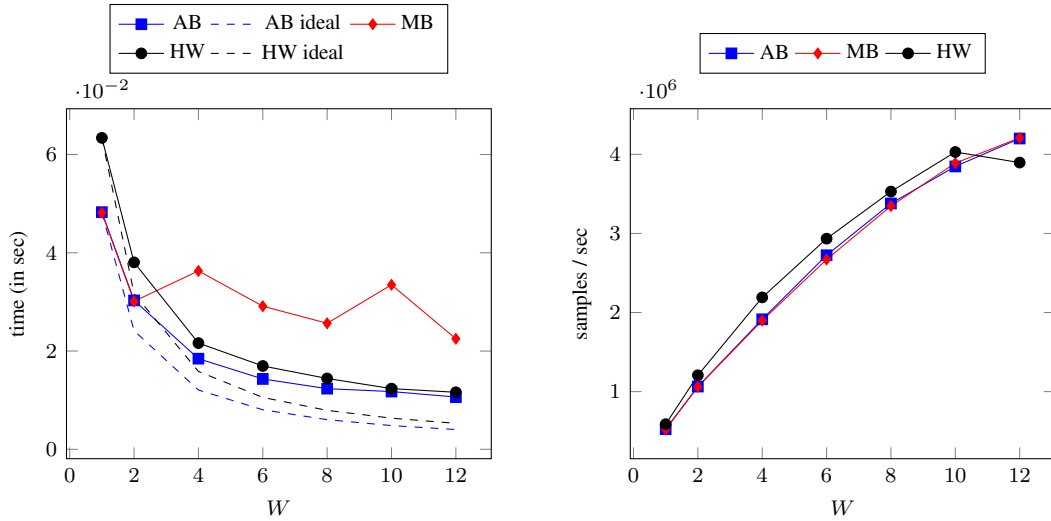 AB AB ideal MB
HW HW ideal
·10^-2
6
4
2
0
time (in sec)
0 2 4 6 8 10 12
W
AB MB HW
·10^6
4
3
2
1
samples / sec
0 2 4 6 8 10 12
W